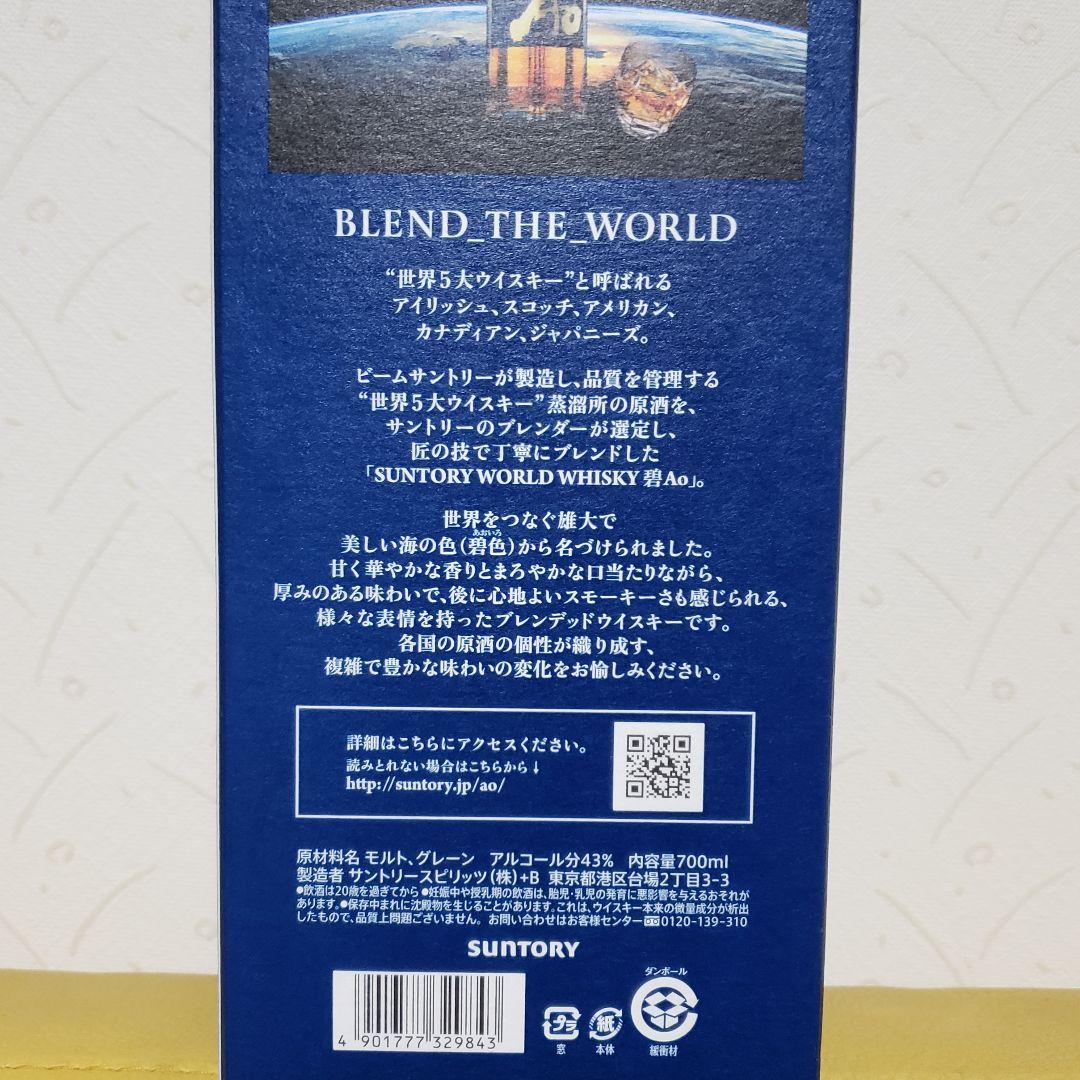 Ao
BLEND_THE_WORLD
“世界5大ウイスキー”と呼ばれる
アイリッシュ、スコッチ、アメリカン、
カナディアン、ジャパニーズ。
ビームサントリーが製造し、品質を管理する
“世界5大ウイスキー”蒸溜所の原酒を、
サントリーのブレンダーが選定し、
匠の技で丁寧にブレンドした
「SUNTORY WORLD WHISKY 碧Ao」。
世界をつなぐ雄大で
あおいろ
美しい海の色(碧色)から名づけられました。
甘く華やかな香りとまろやかな口当たりながら、
厚みのある味わいで、後に心地よいスモーキーさも感じられる、
様々な表情を持ったブレンデッドウイスキーです。
各国の原酒の個性が織り成す、
複雑で豊かな味わいの変化をお愉しみください。
詳細はこちらにアクセスください。
読みとれない場合はこちらから↓
http://suntory.jp/ao/
原材料名 モルト、グレーン アルコール分43% 内容量700ml
製造者 サントリースピリッツ(株)+B 東京都港区台場2丁目3-3
●飲酒は20歳を過ぎてから ●妊娠中や授乳期の飲酒は、胎児・乳児の発育に悪影響を与えるおそれが
あります。●保存中まれに沈殿物を生じることがあります。これは、ウイスキー本来の微量成分が析出
したもので、品質上問題ございません。 お問い合わせはお客様センター 0120-139-310
SUNTORY
ダンボール
4 901777 329843
プラ
紙
窓
本体
緩衝材